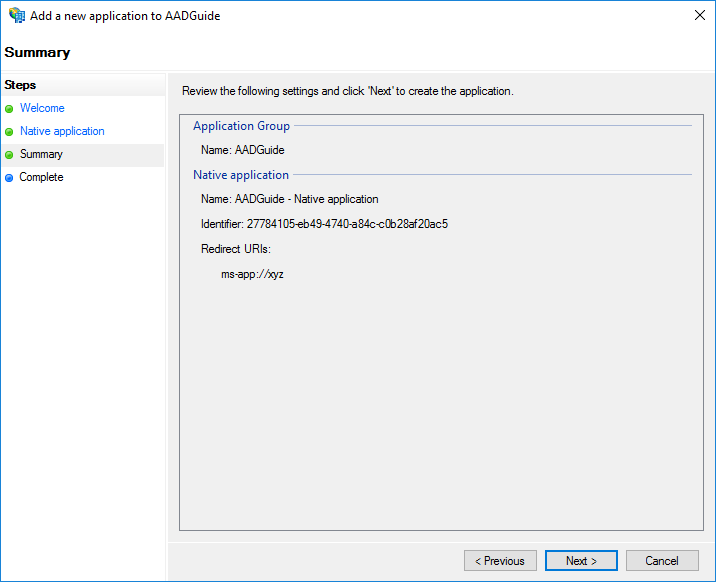 Add a new application to AADGuide
Summary
Steps
Welcome
Native application
Summary
Complete
Review the following settings and click 'Next' to create the application.
Application Group
Name: AADGuide
Native application
Name: AADGuide - Native application
Identifier: 27784105-eb49-4740-a84c-c0b28af20ac5
Redirect URIs:
ms-app://xyz
< Previous
Next >
Cancel